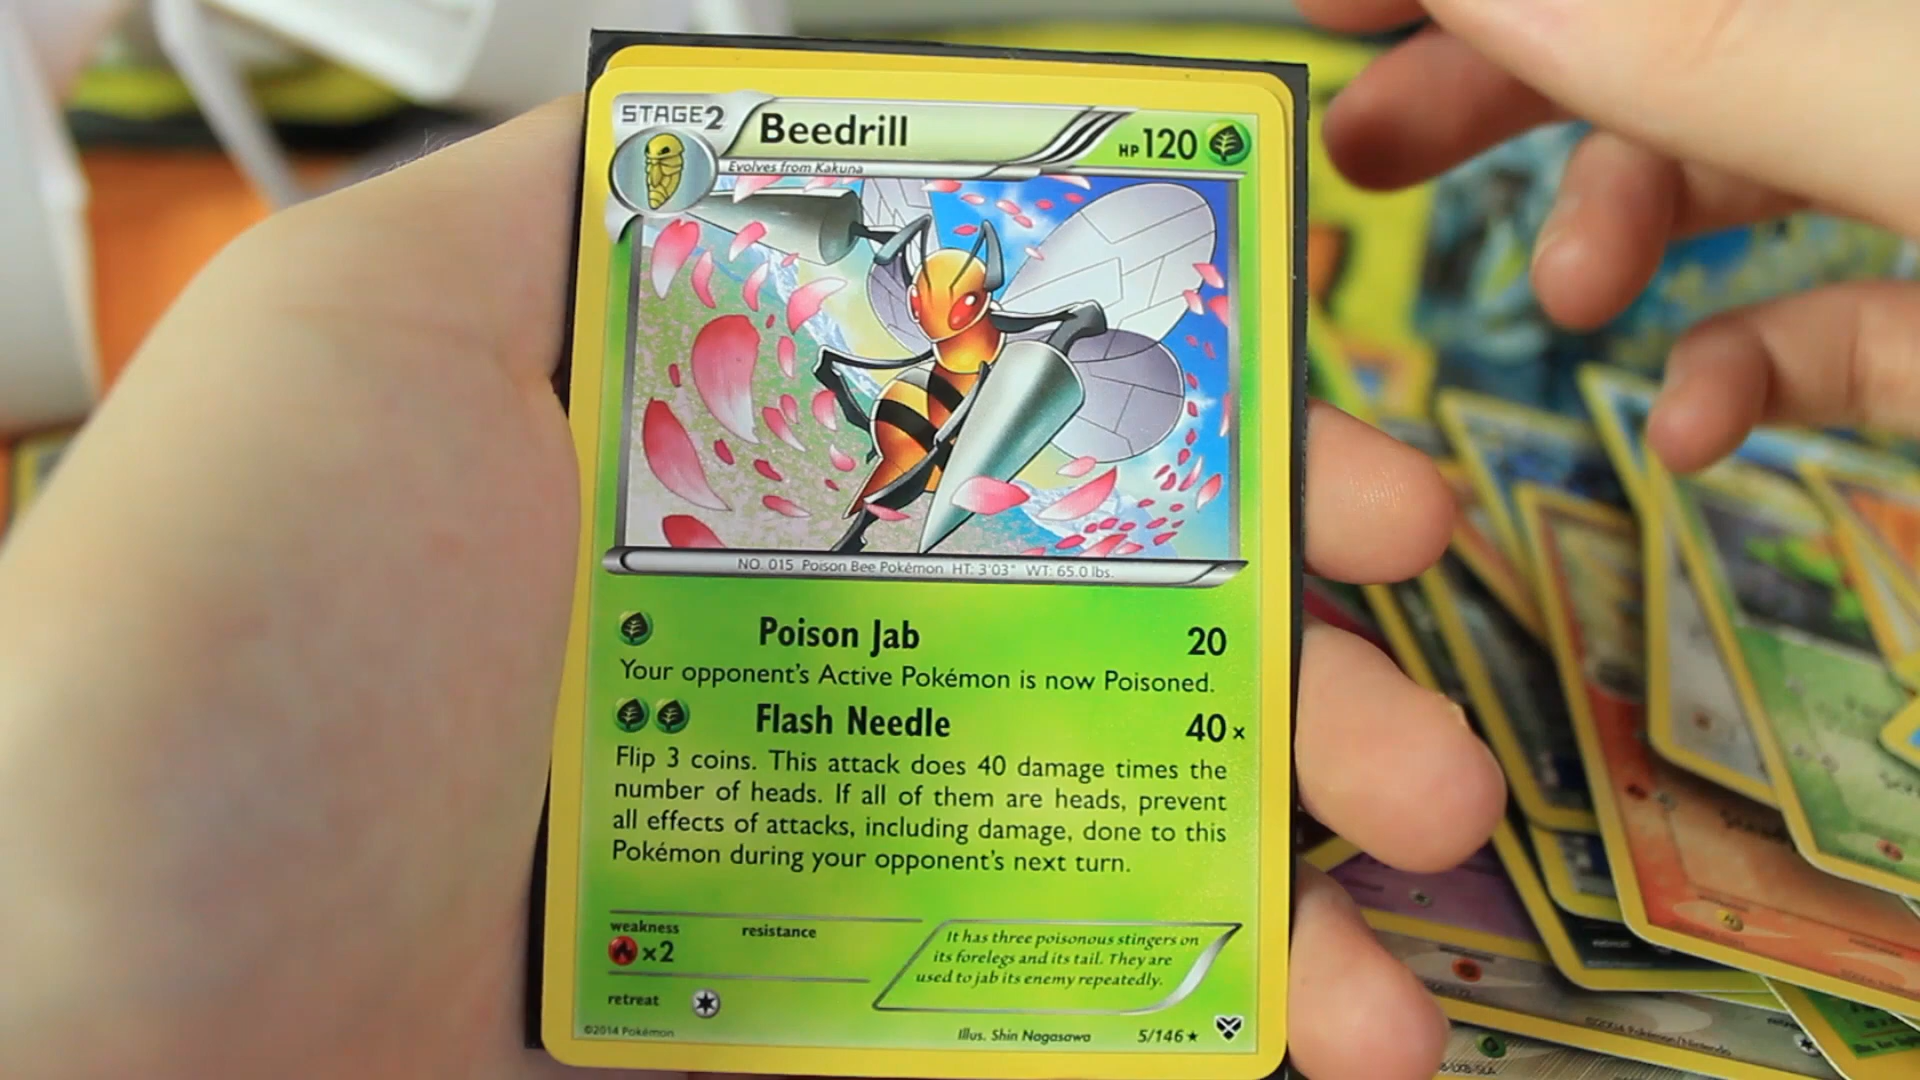 STAGE2
Beedrill
HP 120
Evolves from Kakuna
NO. 015 Poison Bee Pokémon HT: 3'03" WT: 65.0 lbs.
Poison Jab 20
Your opponent's Active Pokémon is now Poisoned.
Flash Needle 40×
Flip 3 coins. This attack does 40 damage times the
number of heads. If all of them are heads, prevent
all effects of attacks, including damage, done to this
Pokémon during your opponent's next turn.
weakness resistance
×2
It has three poisonous stingers on
its forelegs and its tail. They are
used to jab its enemy repeatedly.
retreat
©2014 Pokémon
Illus. Shin Nagasawa 5/146 ★